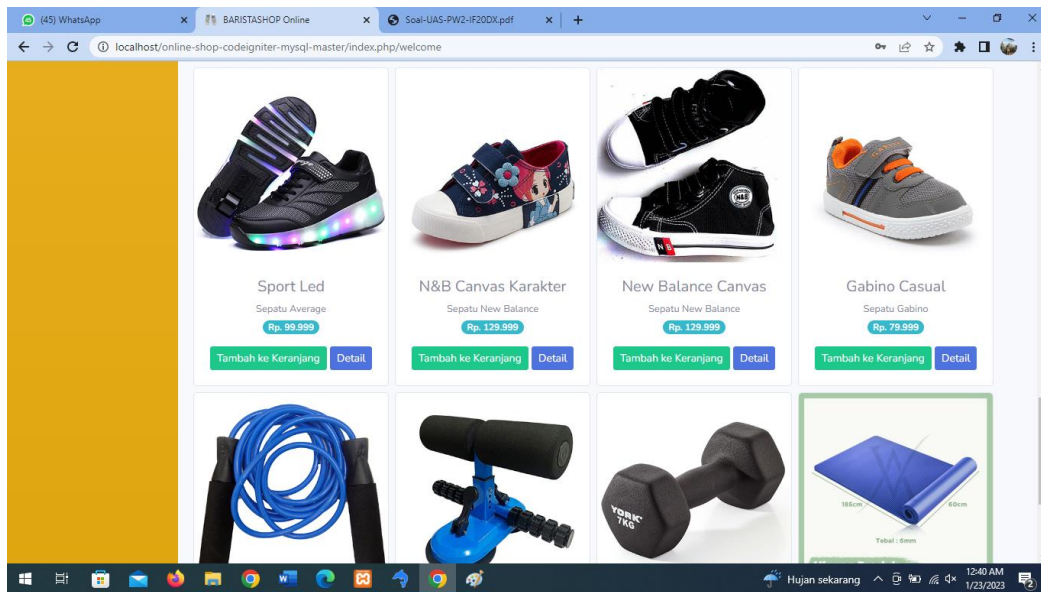 (45) WhatsApp
BARISTASHOP Online
Soal-UAS-PW2-IF20DX.pdf
localhost/online-shop-codeigniter-mysql-master/index.php/welcome
Sport Led
Sepatu Average
Rp. 99.999
Tambah ke Keranjang Detail
N&B Canvas Karakter
Sepatu New Balance
Rp. 129.999
Tambah ke Keranjang Detail
New Balance Canvas
Sepatu New Balance
Rp. 129.999
Tambah ke Keranjang Detail
Gabino Casual
Sepatu Gabino
Rp. 79.999
Tambah ke Keranjang Detail
N&B
N B
YORK
7KG
185cm
60cm
Tebal : 6mm
Hujan sekarang
12:40 AM
1/23/2023
2